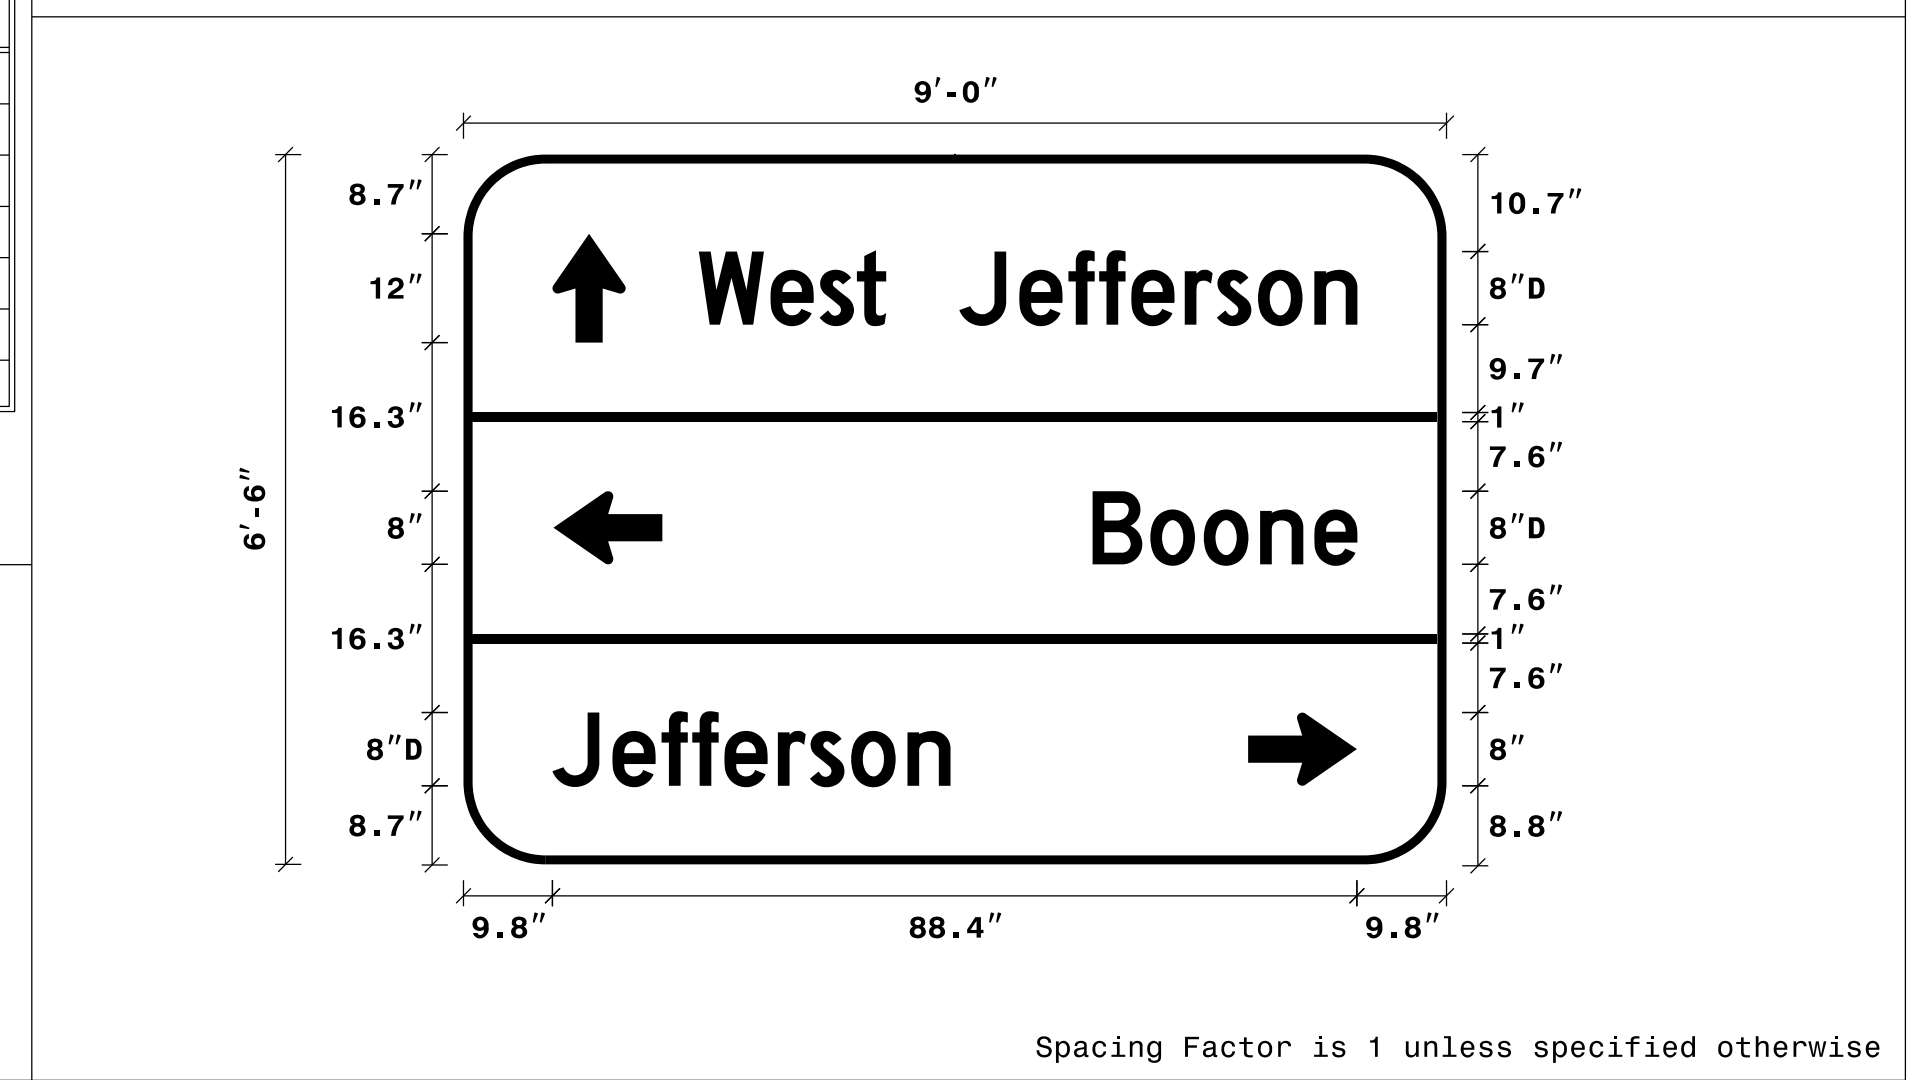 9'-0"
8.7"
10.7"
West Jefferson
12"
8"D
9.7"
16.3"
1"
7.6"
6'-6"
8"
Boone
8"D
7.6"
16.3"
1"
7.6"
8"D
Jefferson
8"
8.7"
8.8"
9.8"
88.4"
9.8"
Spacing Factor is 1 unless specified otherwise